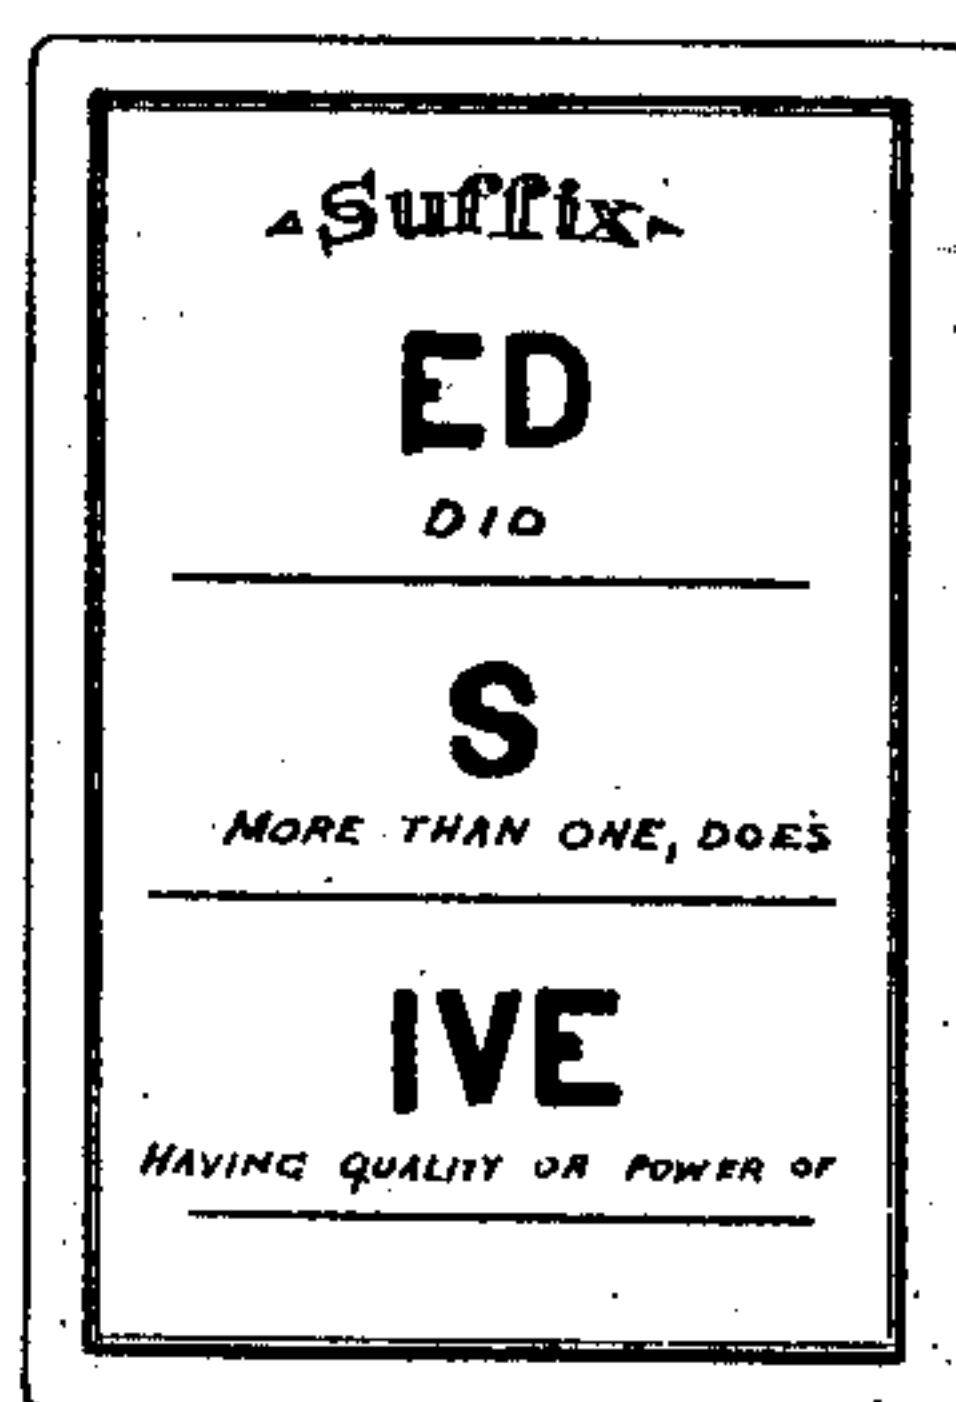 Suffix
ED
DID
S
MORE THAN ONE, DOES
IVE
HAVING QUALITY OR POWER OF